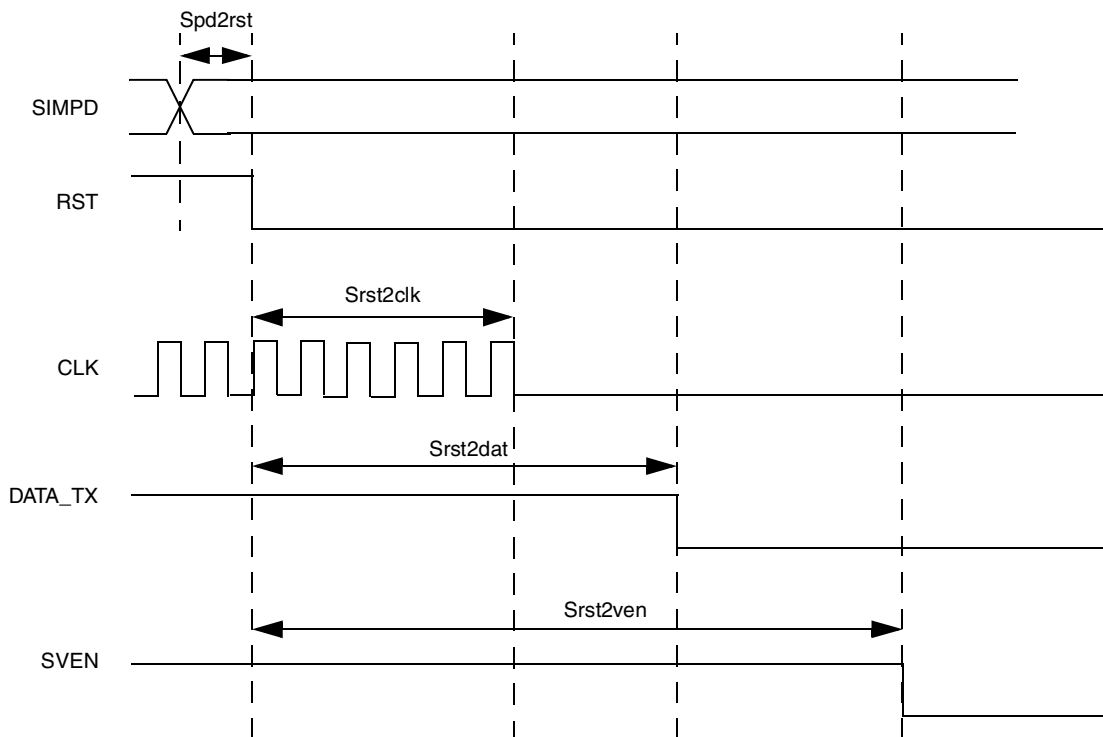 Spd2rst
SIMPD
RST
Srst2clk
CLK
Srst2dat
DATA_TX
Srst2ven
SVEN